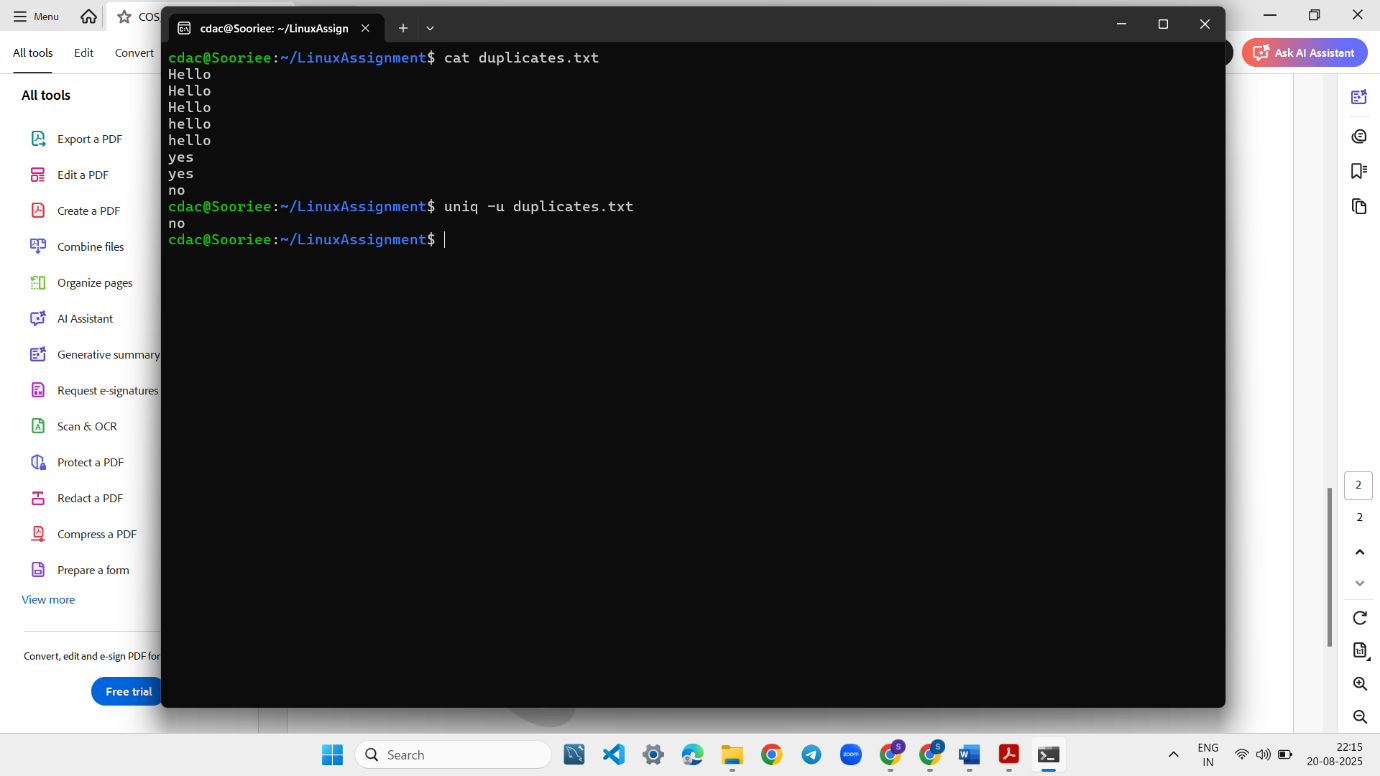 Menu
COS
All tools
Edit
Convert
Ask AI Assistant
cdac@Sooriee: ~/LinuxAssign
cdac@Sooriee:~/LinuxAssignment$ cat duplicates.txt
Hello
Hello
Hello
hello
hello
yes
yes
no
cdac@Sooriee:~/LinuxAssignment$ uniq -u duplicates.txt
no
cdac@Sooriee:~/LinuxAssignment$
All tools
Export a PDF
Edit a PDF
Create a PDF
Combine files
Organize pages
AI Assistant
Generative summary
Request e-signatures
Scan & OCR
Protect a PDF
Redact a PDF
Compress a PDF
Prepare a form
View more
Convert, edit and e-sign PDF for
Free trial
2
2
Search
zoom
S
S
ENG
IN
22:15
20-08-2025